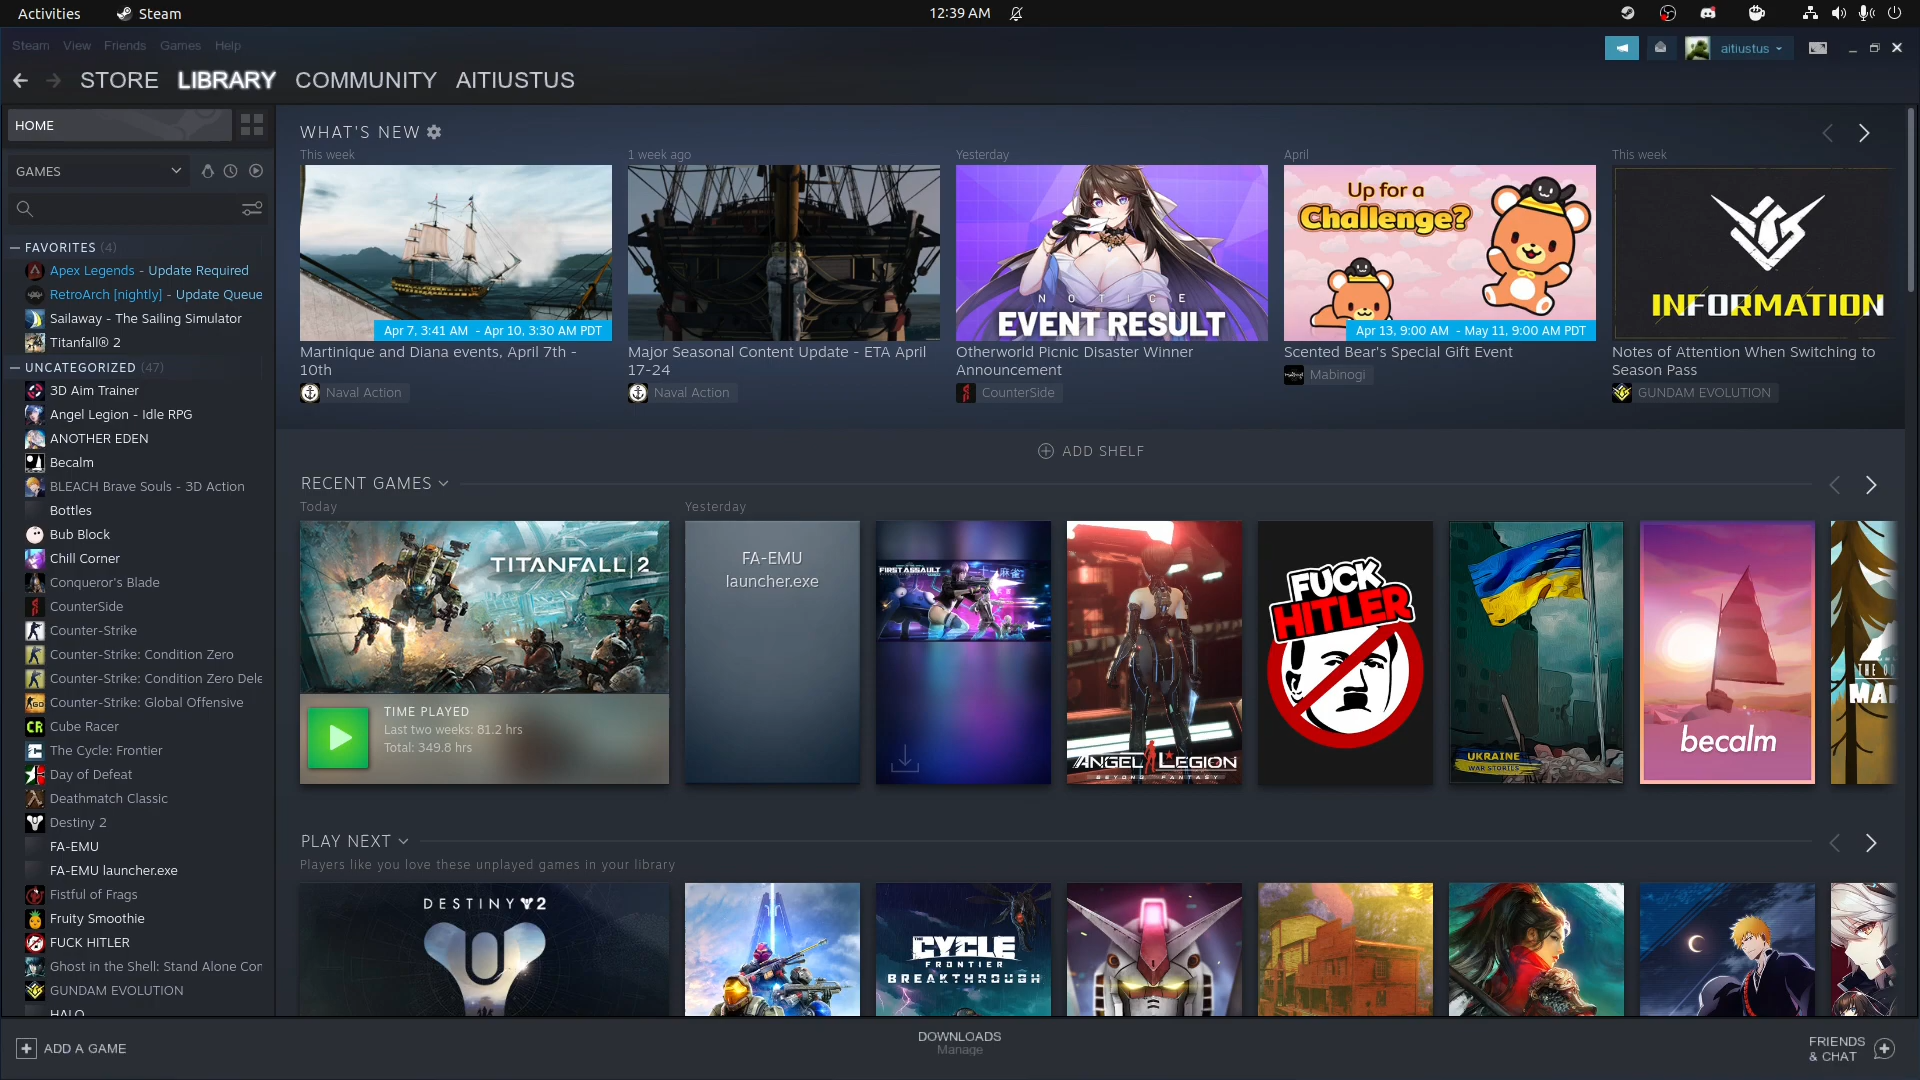 Activities
Steam
12:39 AM
Steam
View
Friends
Games
Help
aitiustus
STORE
LIBRARY
COMMUNITY
AITIUSTUS
HOME
GAMES
FAVORITES (4)
Apex Legends - Update Required
RetroArch [nightly] - Update Queue
Sailaway - The Sailing Simulator
Titanfall® 2
UNCATEGORIZED (47)
3D Aim Trainer
Angel Legion - Idle RPG
ANOTHER EDEN
Becalm
BLEACH Brave Souls - 3D Action
Bottles
Bub Block
Chill Corner
Conqueror's Blade
CounterSide
Counter-Strike
Counter-Strike: Condition Zero
Counter-Strike: Condition Zero Dele
Counter-Strike: Global Offensive
Cube Racer
The Cycle: Frontier
Day of Defeat
Deathmatch Classic
Destiny 2
FA-EMU
FA-EMU launcher.exe
Fistful of Frags
Fruity Smoothie
FUCK HITLER
Ghost in the Shell: Stand Alone Con
GUNDAM EVOLUTION
HALO
WHAT'S NEW
This week
Apr 7, 3:41 AM - Apr 10, 3:30 AM PDT
Martinique and Diana events, April 7th -
10th
Naval Action
1 week ago
Major Seasonal Content Update - ETA April
17-24
Naval Action
Yesterday
NOTICE
EVENT RESULT
Otherworld Picnic Disaster Winner
Announcement
CounterSide
April
Up for a
Challenge?
Apr 13, 9:00 AM - May 11, 9:00 AM PDT
Scented Bear's Special Gift Event
Mabinogi
This week
INFORMATION
Notes of Attention When Switching to
Season Pass
GUNDAM EVOLUTION
ADD SHELF
RECENT GAMES
Today
TITANFALL 2
TIME PLAYED
Last two weeks: 81.2 hrs
Total: 349.8 hrs
Yesterday
FA-EMU
launcher.exe
FIRST ASSAULT
ANGEL LEGION
BEYOND FANTASY
FUCK
HITLER
UKRAINE
WAR STORIES
becalm
PLAY NEXT
Players like you love these unplayed games in your library
DESTINY 2
THE
CYCLE
FRONTIER
BREAKTHROUGH
ADD A GAME
DOWNLOADS
Manage
FRIENDS
& CHAT